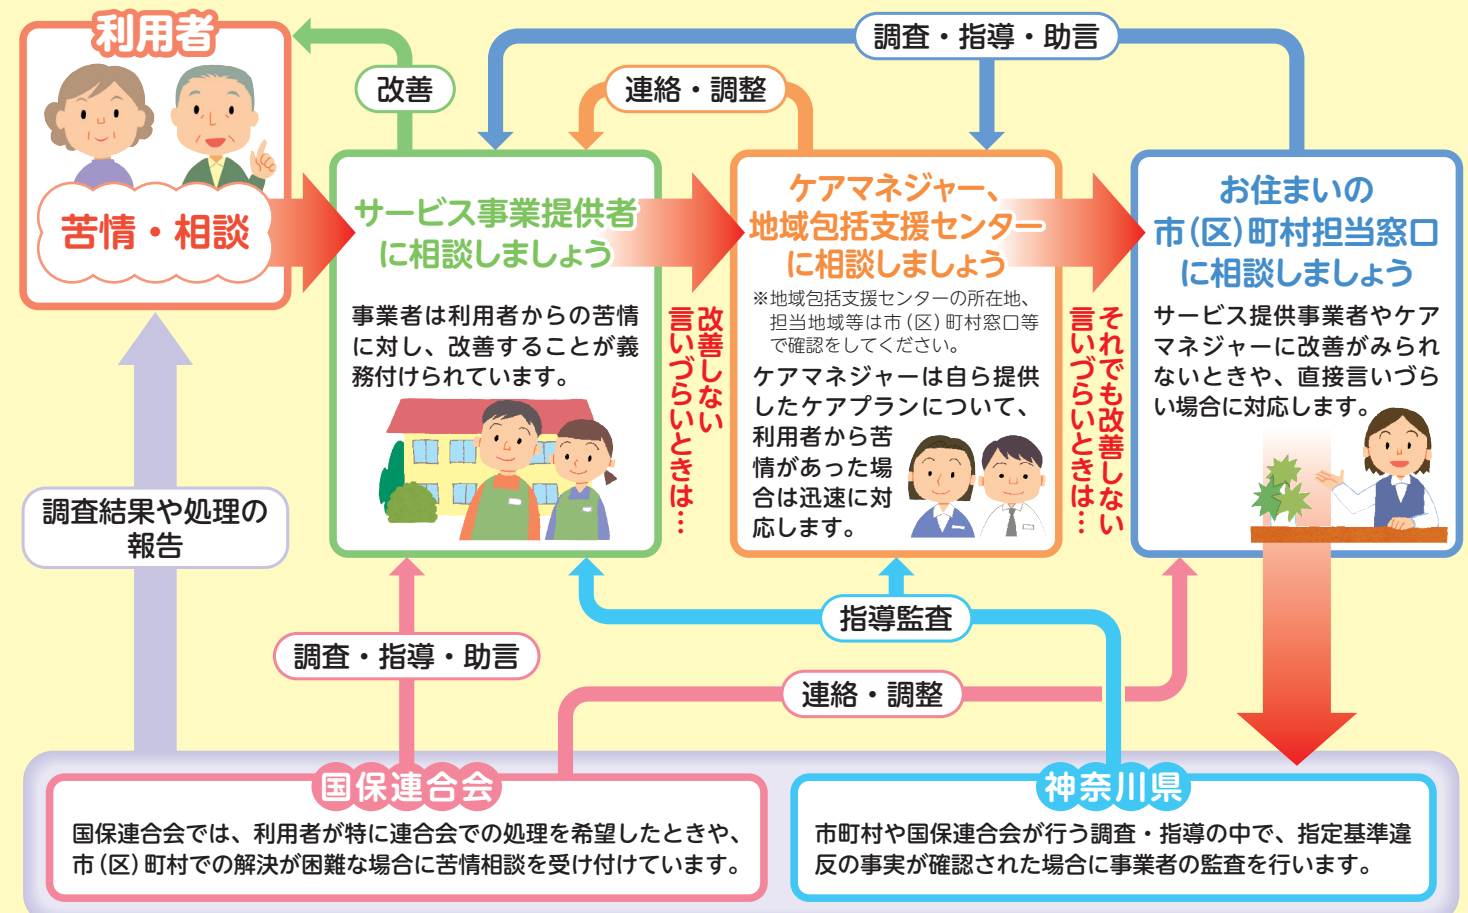 利用者
苦情・相談
改善
連絡・調整
調査・指導・助言
サービス事業提供者
に相談しましょう
事業者は利用者からの苦情
に対し、改善することが義
務付けられています。
改善しない
言いづらいときは…
ケアマネジャー、
地域包括支援センター
に相談しましょう
※地域包括支援センターの所在地、
担当地域等は市(区)町村窓口等
で確認をしてください。
ケアマネジャーは自ら提供
したケアプランについて、
利用者から苦
情があった場
合は迅速に対
応します。
それでも改善しない
言いづらいときは…
お住まいの
市(区)町村担当窓口
に相談しましょう
サービス提供事業者やケア
マネジャーに改善がみられ
ないときや、直接言いづら
い場合に対応します。
調査結果や処理の
報告
調査・指導・助言
指導監査
連絡・調整
国保連合会
国保連合会では、利用者が特に連合会での処理を希望したときや、
市(区)町村での解決が困難な場合に苦情相談を受け付けています。
神奈川県
市町村や国保連合会が行う調査・指導の中で、指定基準違
反の事実が確認された場合に事業者の監査を行います。